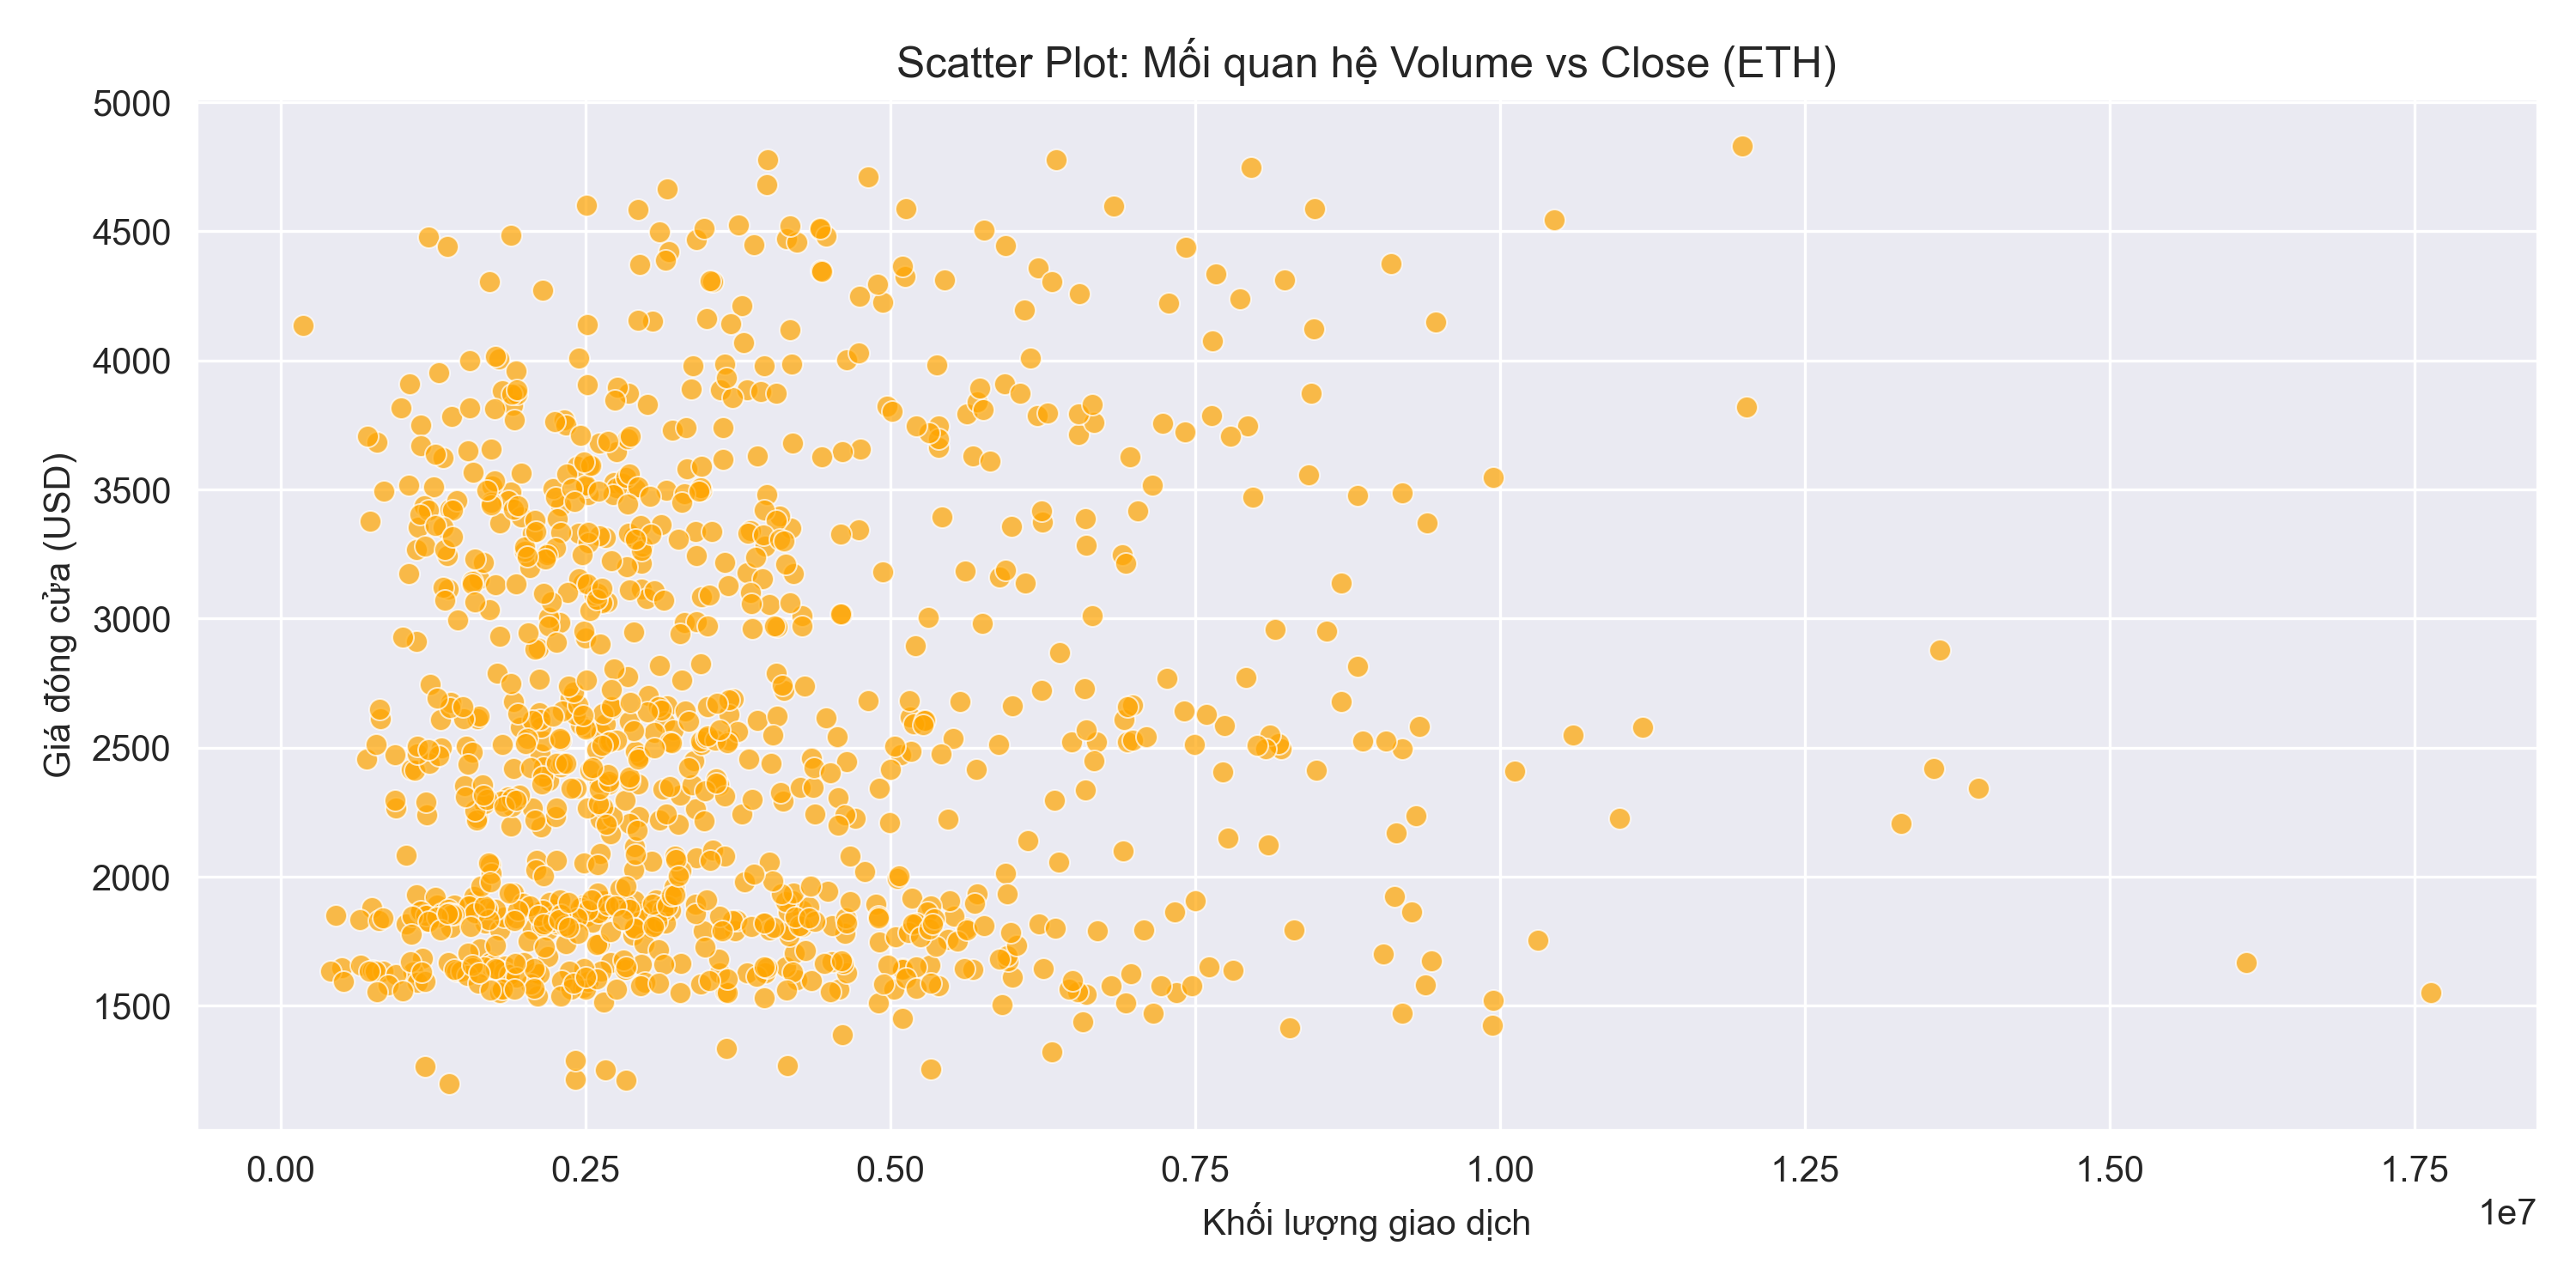 Scatter Plot: Mối quan hệ Volume vs Close (ETH)
Giá đóng cửa (USD)
5000
4500
4000
3500
3000
2500
2000
1500
0.00 0.25 0.50 0.75 1.00 1.25 1.50 1.75
1e7
Khối lượng giao dịch